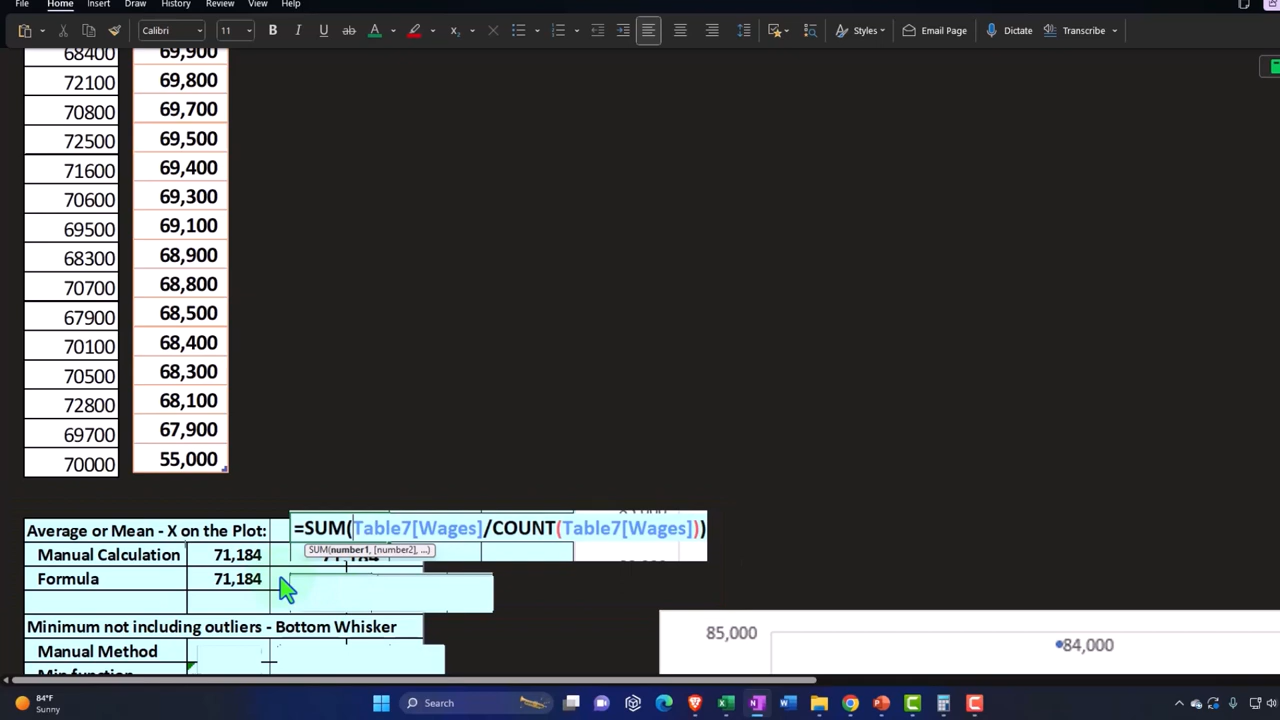 File Home Insert Draw History Review View Help
Calibri 11 B I U ab A x Styles Email Page Dictate Transcribe
68400 69,900
72100 69,800
70800 69,700
72500 69,500
71600 69,400
70600 69,300
69500 69,100
68300 68,900
70700 68,800
67900 68,500
70100 68,400
70500 68,300
72800 68,100
69700 67,900
70000 55,000
Average or Mean - X on the Plot: =SUM(Table7[Wages]/COUNT(Table7[Wages]))
Manual Calculation 71,184 SUM(number1, [number2], ...)
Formula 71,184
Minimum not including outliers - Bottom Whisker
Manual Method
Min function
85,000 84,000
84°F
Sunny
Search